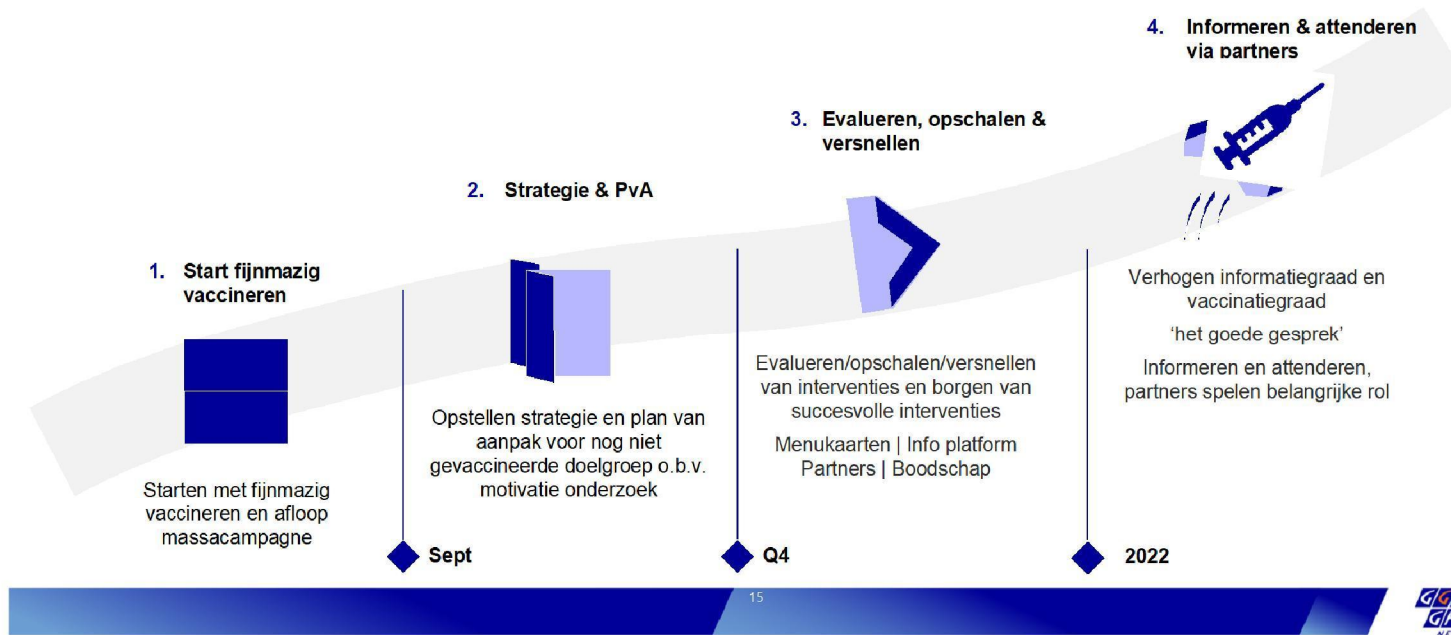 1. Start fijnmazig
vaccineren
Starten met fijnmazig
vaccineren en afloop
massacampagne
Sept
2. Strategie & PvA
Opstellen strategie en plan van
aanpak voor nog niet
gevaccineerde doelgroep o.b.v.
motivatie onderzoek
Q4
3. Evalueren, opschalen &
versnellen
Evalueren/opschalen/versnellen
van interventies en borgen van
succesvolle interventies
Menukaarten | Info platform
Partners | Boodschap
2022
4. Informeren & attenderen
via partners
Verhogen informatiegraad en
vaccinatiegraad
‘het goede gesprek’
Informeren en attenderen,
partners spelen belangrijke rol
15